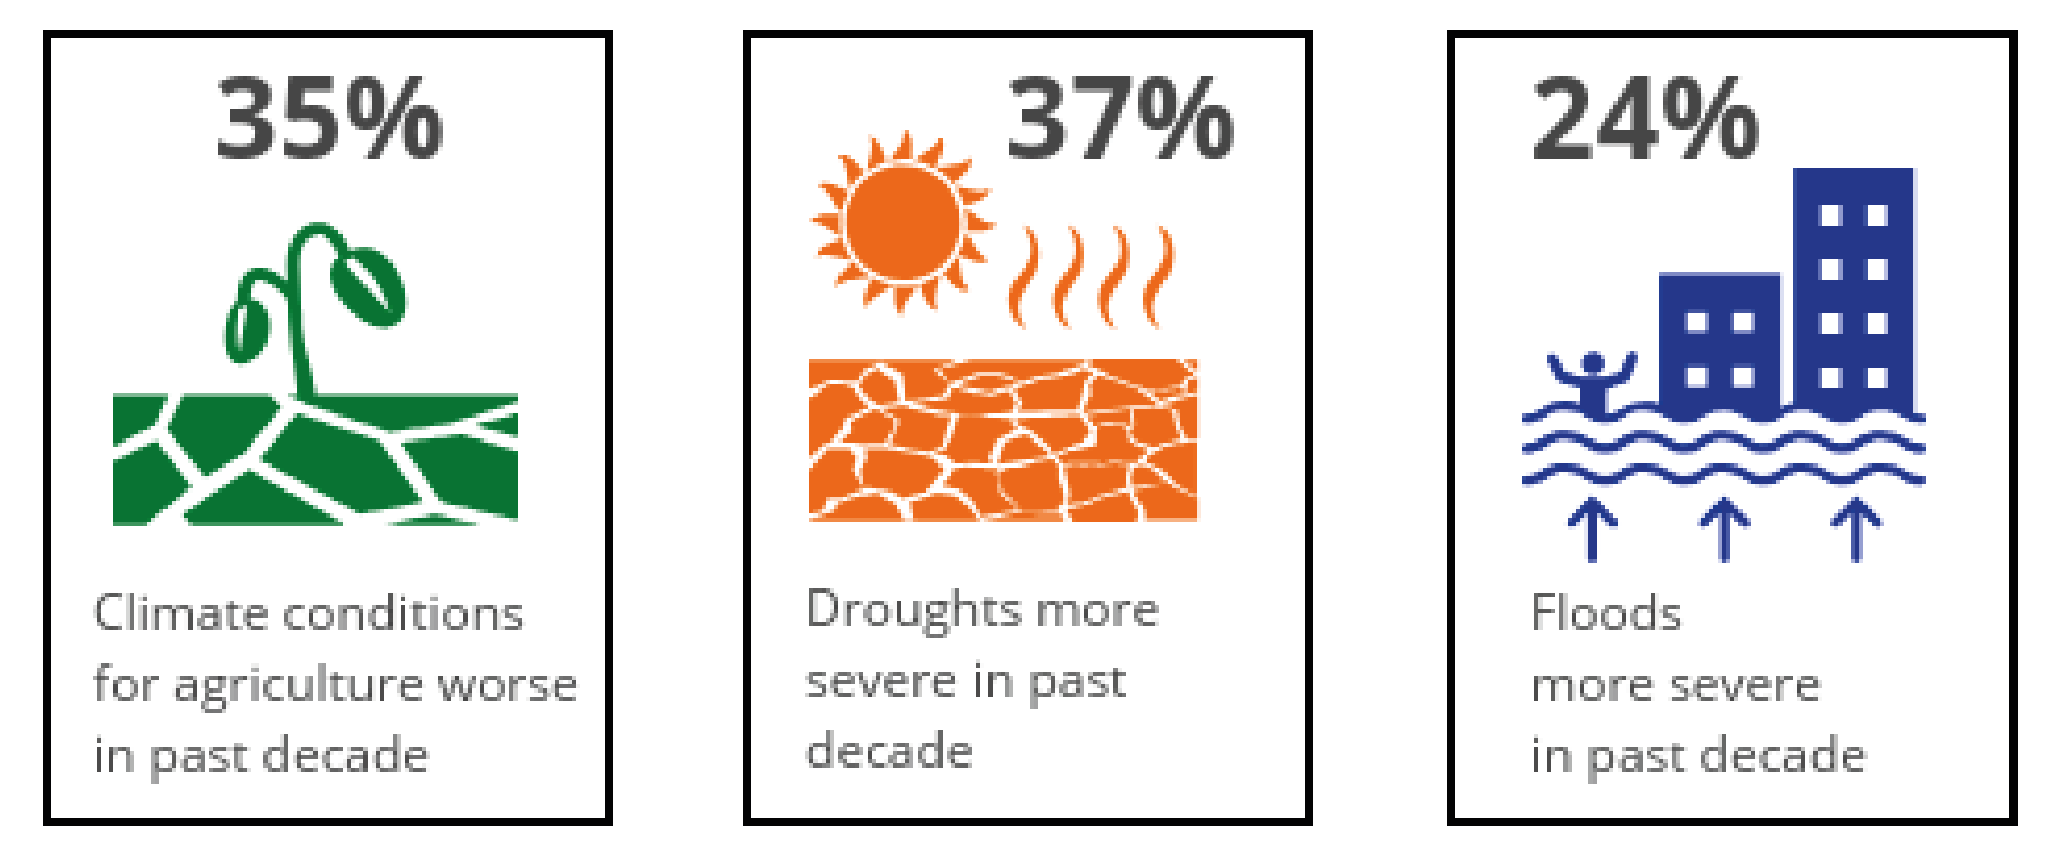 35%
Climate conditions
for agriculture worse
in past decade
37%
Droughts more
severe in past
decade
24%
Floods
more severe
in past decade